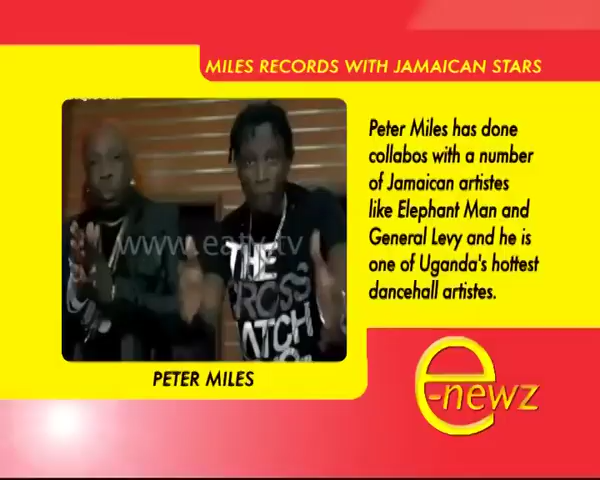 MILES RECORDS WITH JAMAICAN STARS
Peter Miles has done
collabos with a number
of Jamaican artistes
like Elephant Man and
General Levy and he is
one of Uganda's hottest
dancehall artistes.
www.eatv.tv
THE
CROSS
PETER MILES
e-newz